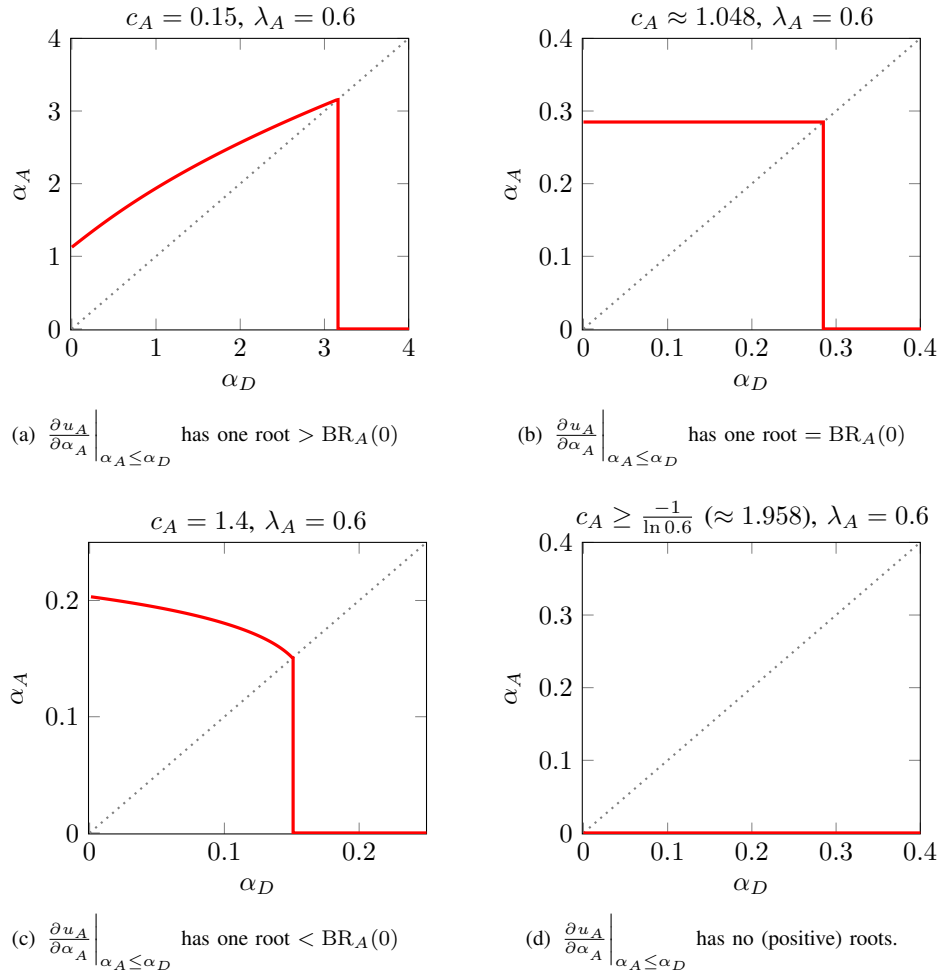 c_A = 0.15, λ_A = 0.6
4
3
2
1
0
α_A
0 1 2 3 4
α_D
(a) ∂u_A/∂α_A |_{α_A≤α_D} has one root > BR_A(0)
c_A ≈ 1.048, λ_A = 0.6
0.4
0.3
0.2
0.1
0
α_A
0 0.1 0.2 0.3 0.4
α_D
(b) ∂u_A/∂α_A |_{α_A≤α_D} has one root = BR_A(0)
c_A = 1.4, λ_A = 0.6
0.2
0.1
0
α_A
0 0.1 0.2
α_D
(c) ∂u_A/∂α_A |_{α_A≤α_D} has one root < BR_A(0)
c_A ≥ −1/ln 0.6 (≈ 1.958), λ_A = 0.6
0.4
0.3
0.2
0.1
0
α_A
0 0.1 0.2 0.3 0.4
α_D
(d) ∂u_A/∂α_A |_{α_A≤α_D} has no (positive) roots.